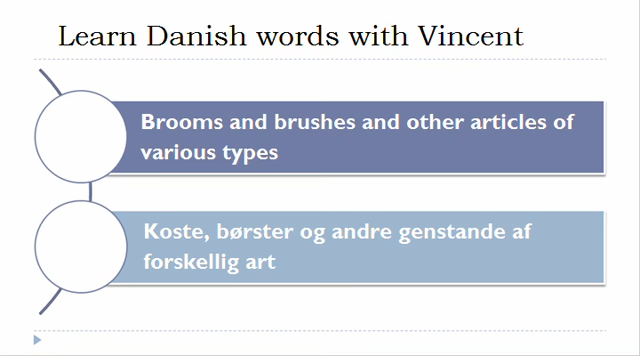 Learn Danish words with Vincent
Brooms and brushes and other articles of
various types
Koste, børster og andre genstande af
forskellig art